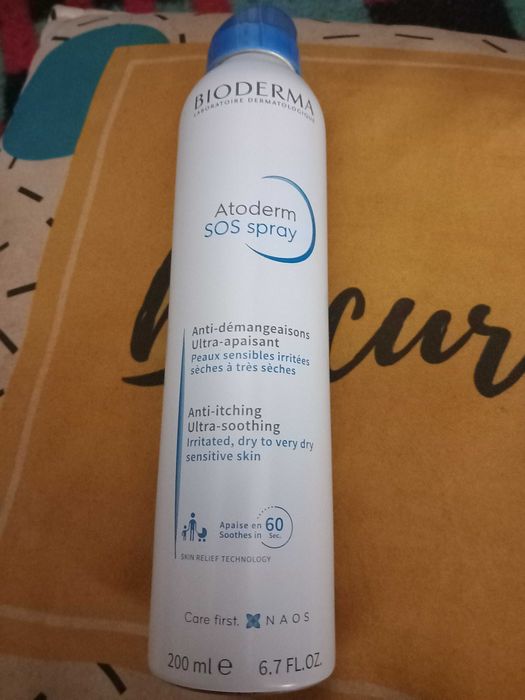 BIODERMA
LABORATOIRE DERMATOLOGIQUE
Atoderm
SOS spray
Anti-démangeaisons
Ultra-apaisant
Peaux sensibles irritées
sèches à très sèches
Anti-itching
Ultra-soothing
Irritated, dry to very dry
sensitive skin
Apaise en 60
Soothes in Sec.
SKIN RELIEF TECHNOLOGY
Care first. NAOS
200 ml e 6.7 FL.OZ.